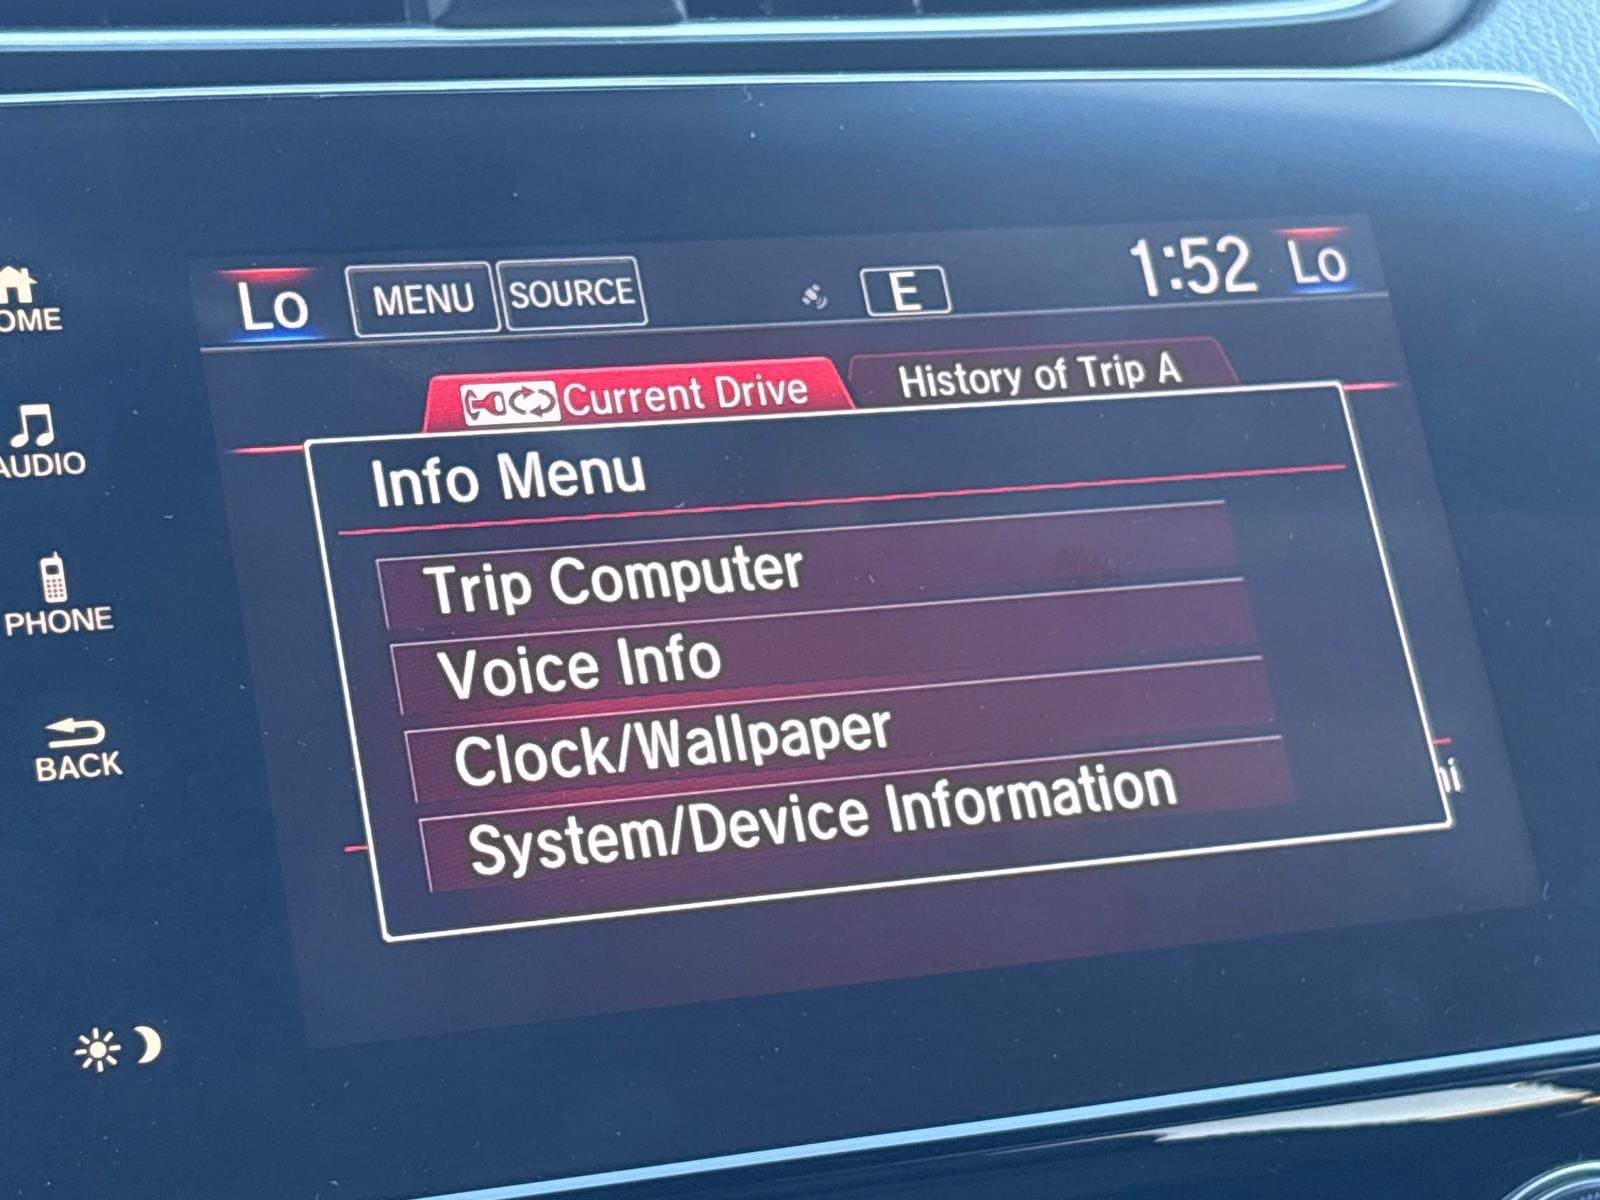 Lo MENU SOURCE E 1:52 Lo
Current Drive History of Trip A
Info Menu
Trip Computer
Voice Info
Clock/Wallpaper
System/Device Information
AUDIO
PHONE
BACK